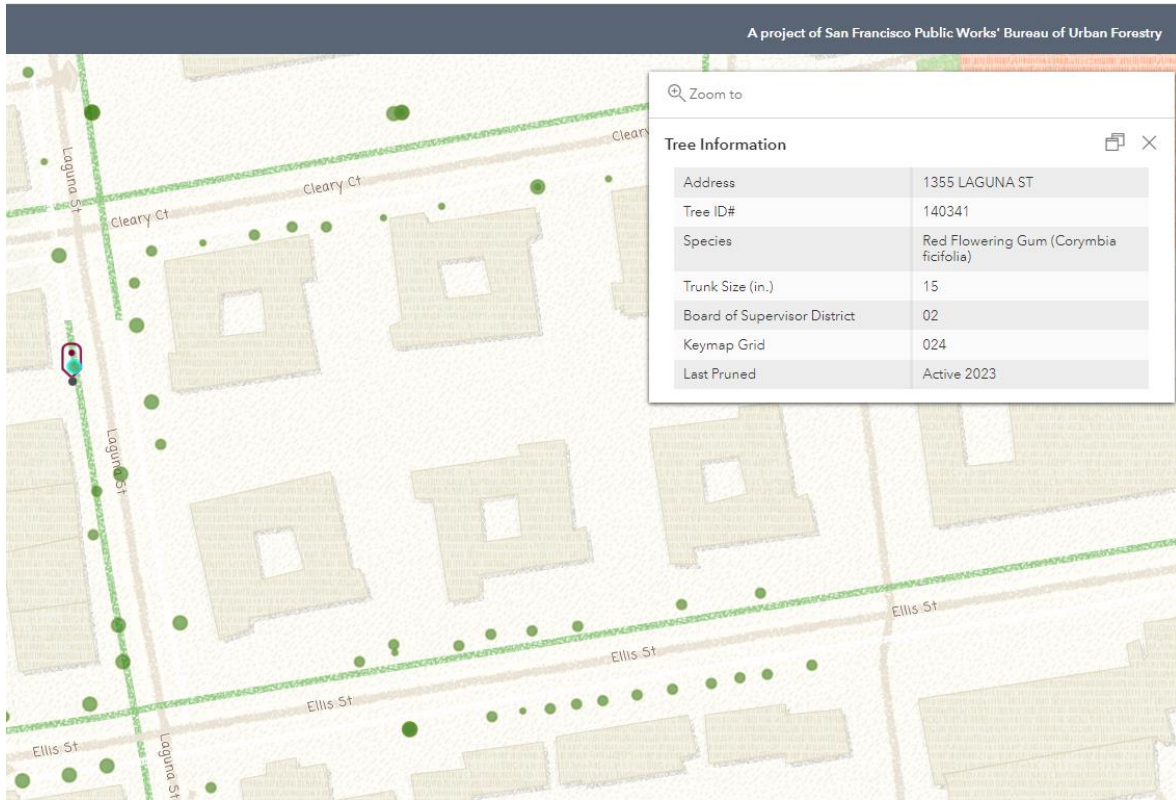 A project of San Francisco Public Works' Bureau of Urban Forestry
Zoom to
Tree Information
Address 1355 LAGUNA ST
Tree ID# 140341
Species Red Flowering Gum (Corymbia
ficifolia)
Trunk Size (in.) 15
Board of Supervisor District 02
Keymap Grid 024
Last Pruned Active 2023
Laguna St
Cleary
Cleary Ct
Cleary Ct
Laguna St
Ellis St
Ellis St
Ellis St
Ellis St
Laguna St